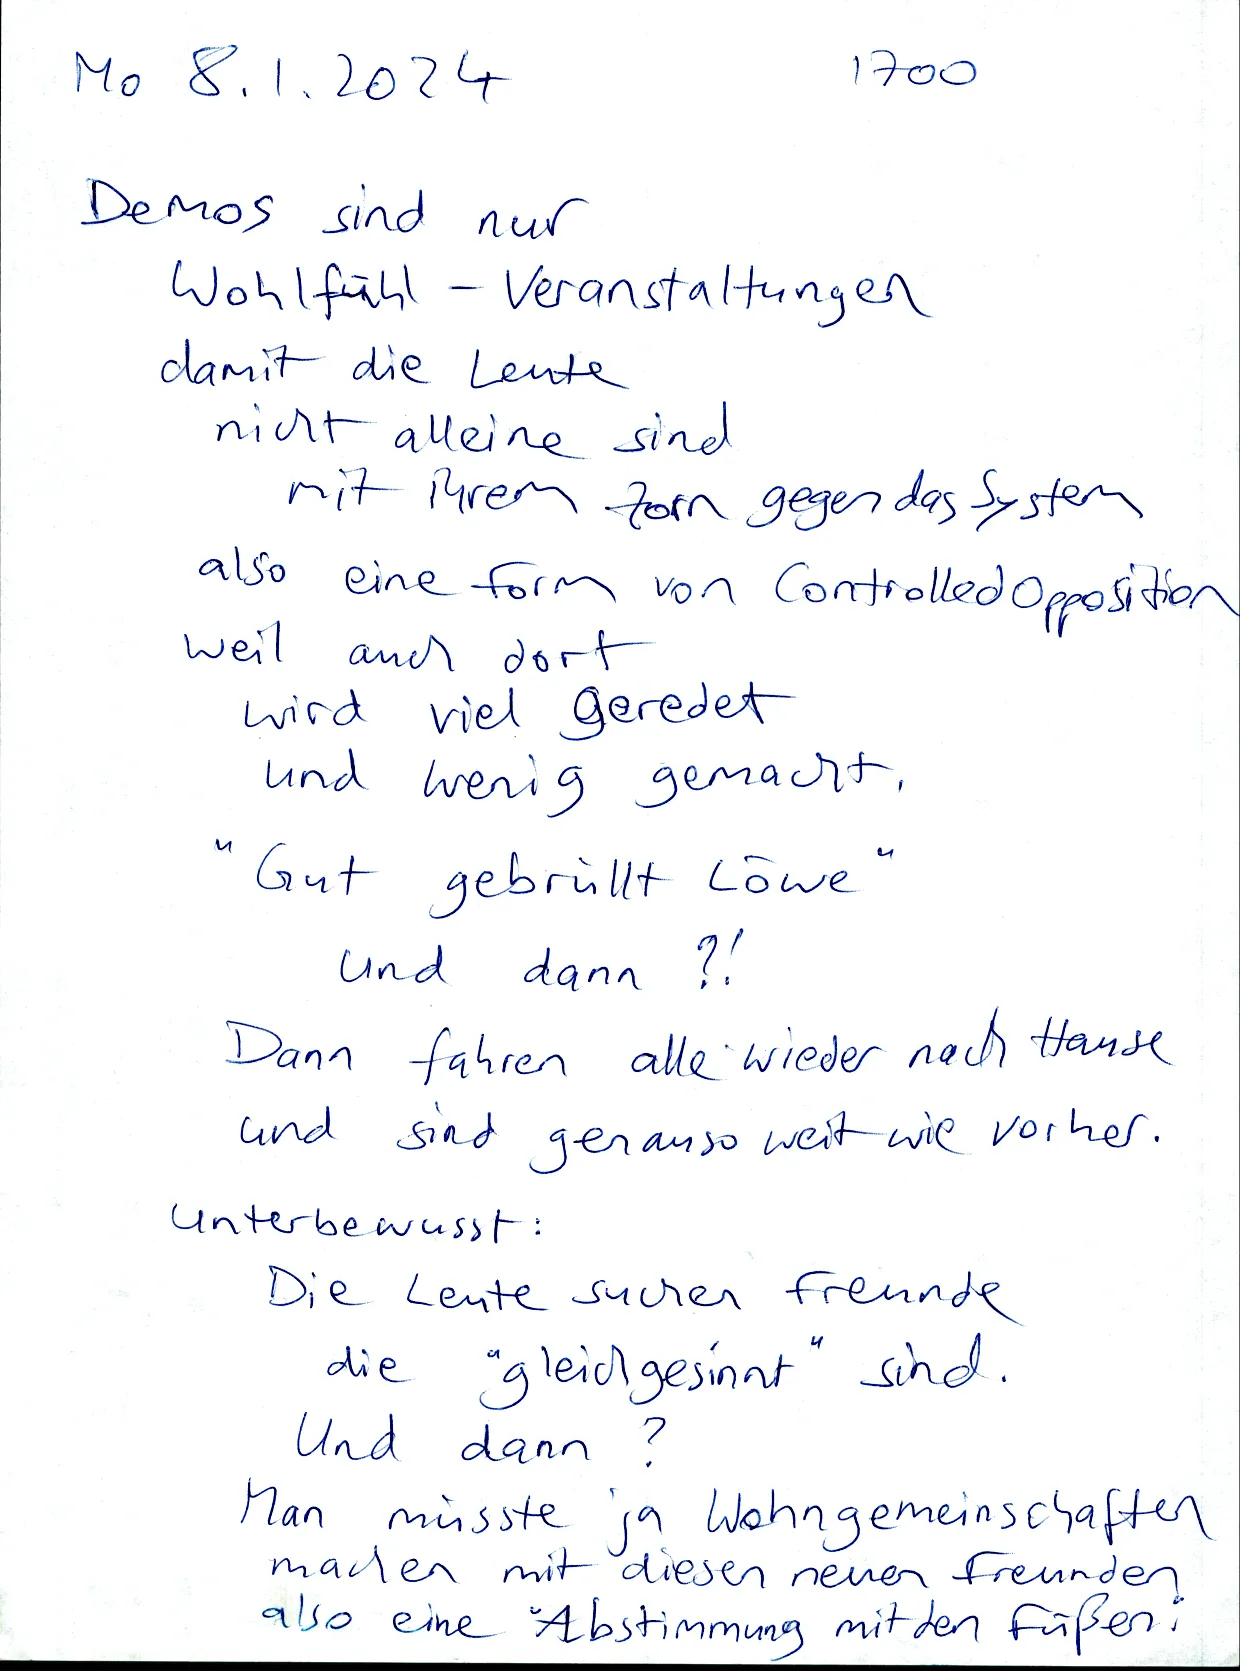 Mo 8.1.2024 1700
Demos sind nur
Wohlfühl - Veranstaltungen
damit die Leute
nicht alleine sind
mit ihrem Zorn gegen das System
also eine Form von Controlled Opposition
weil auch dort
wird viel geredet
und wenig gemacht.
"Gut gebrüllt Löwe"
und dann ?!
Dann fahren alle wieder nach Hause
und sind genauso weit wie vorher.
unterbewusst:
Die Leute suchen Freunde
die "gleichgesinnt" sind.
Und dann ?
Man müsste ja Wohngemeinschaften
machen mit diesen neuen Freunden
also eine "Abstimmung mit den Füßen"